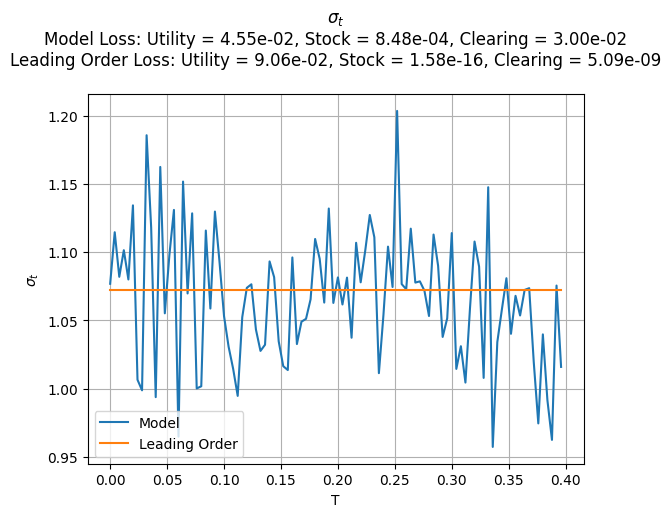 σ_t
Model Loss: Utility = 4.55e-02, Stock = 8.48e-04, Clearing = 3.00e-02
Leading Order Loss: Utility = 9.06e-02, Stock = 1.58e-16, Clearing = 5.09e-09
1.20
1.15
1.10
σ_t
1.05
1.00
0.95
Model
Leading Order
0.00 0.05 0.10 0.15 0.20 0.25 0.30 0.35 0.40
T